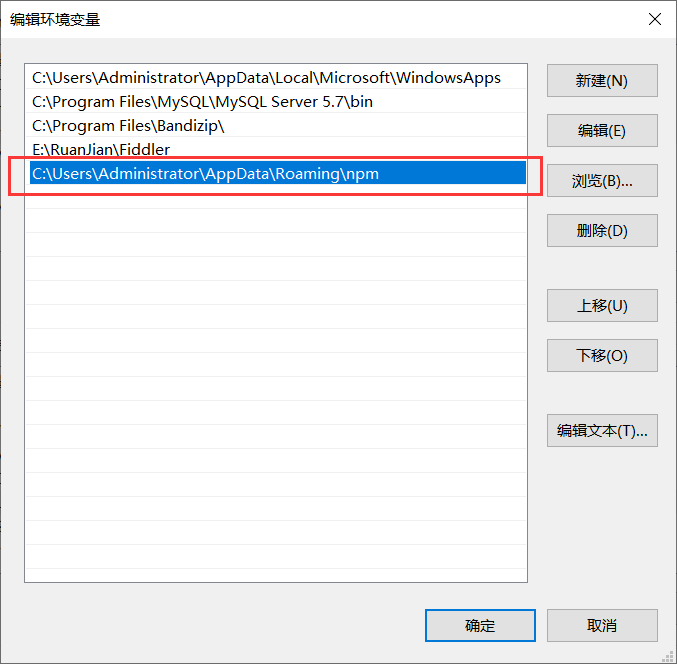 编辑环境变量
C:\Users\Administrator\AppData\Local\Microsoft\WindowsApps
C:\Program Files\MySQL\MySQL Server 5.7\bin
C:\Program Files\Bandizip\
E:\RuanJian\Fiddler
C:\Users\Administrator\AppData\Roaming\npm
新建(N)
编辑(E)
浏览(B)...
删除(D)
上移(U)
下移(O)
编辑文本(T)...
确定
取消